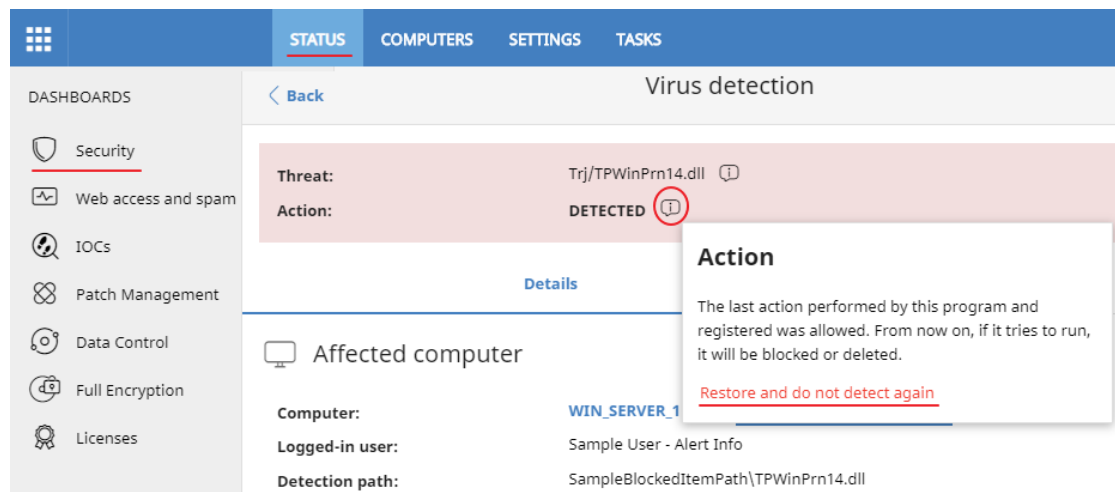 STATUS COMPUTERS SETTINGS TASKS
DASHBOARDS
Security
Web access and spam
IOCs
Patch Management
Data Control
Full Encryption
Licenses
Back
Virus detection
Threat: Trj/TPWinPrn14.dll
Action: DETECTED
Details
Action
The last action performed by this program and
registered was allowed. From now on, if it tries to run,
it will be blocked or deleted.
Restore and do not detect again
Affected computer
Computer: WIN_SERVER_1
Logged-in user: Sample User - Alert Info
Detection path: SampleBlockedItemPath\TPWinPrn14.dll